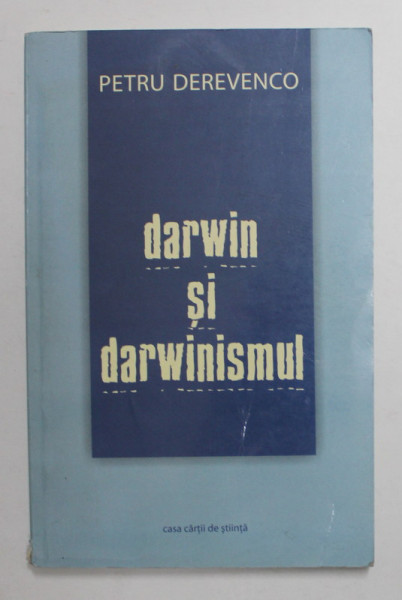 PETRU DEREVENCO
darwin
și
darwinismul
casa cărții de știință